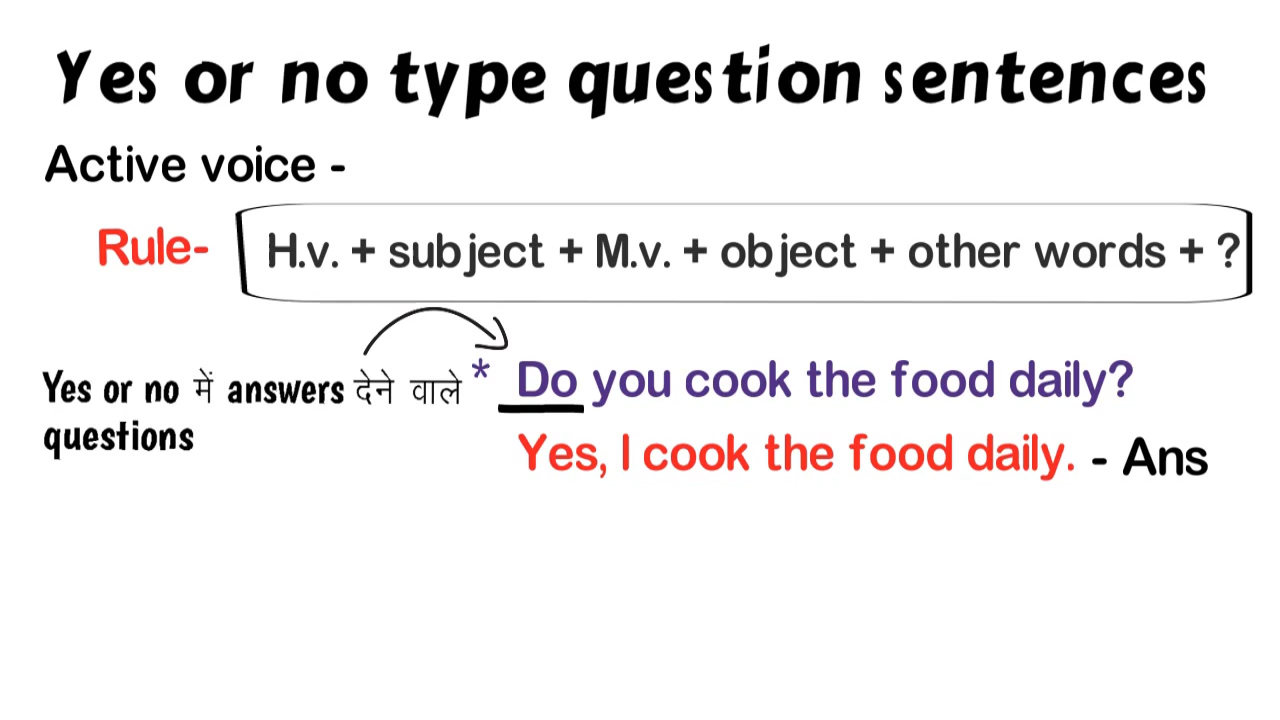 Yes or no type question sentences
Active voice -
Rule- H.v. + subject + M.v. + object + other words + ?
Yes or no में answers देने वाले * Do you cook the food daily?
questions
Yes, I cook the food daily. - Ans